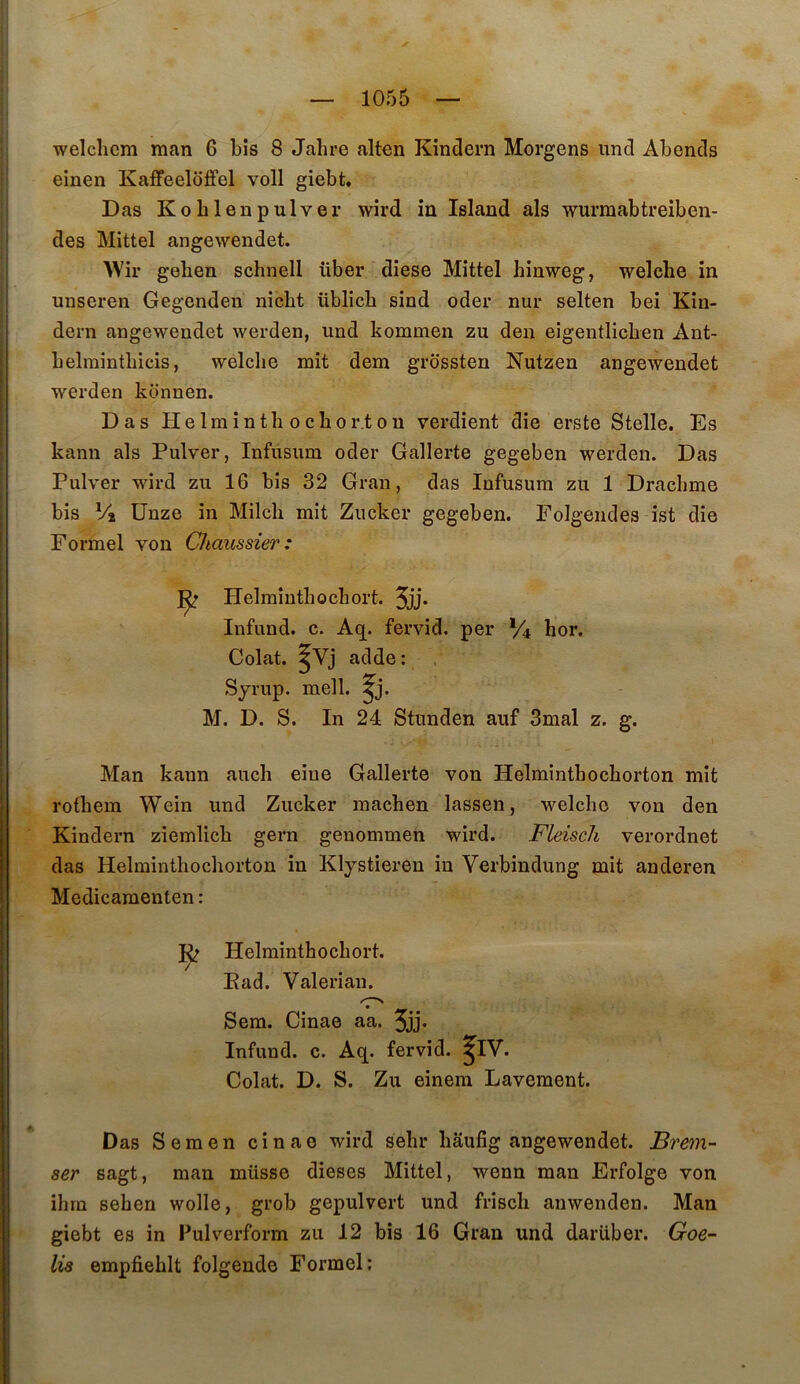 — 1055 —
welchem man 6 bis 8 Jahre alten Kindern Morgens und Abends
einen Kaffeelöffel voll giebt.
Das Kohlenpulver wird in Island als wurmabtreiben-
des Mittel angewendet.
Wir gehen schnell über diese Mittel hinweg, welche in
unseren Gegenden nicht üblich sind oder nur selten bei Kin-
dern angewendet werden, und kommen zu den eigentlichen Ant-
helminthicis, welche mit dem grössten Nutzen angewendet
werden können.
Das Helminthochorton verdient die erste Stelle. Es
kann als Pulver, Infusum oder Gallerte gegeben werden. Das
Pulver wird zu 16 bis 32 Gran, das Infusum zu 1 Drachme
bis ½ Unze in Milch mit Zucker gegeben. Folgendes ist die
Formel von Chaussier:
℞ Helminthochort. ʒjj.
Infund. c. Aq. fervid. per ¼ hor.
Colat. ℥Vj adde:
Syrup. mell. ℥j.
M. D. S. In 24 Stunden auf 3mal z. g.
Man kann auch eine Gallerte von Helminthochorton mit
rothem Wein und Zucker machen lassen, welche von den
Kindern ziemlich gern genommen wird. Fleisch verordnet
das Helminthochorton in Klystieren in Verbindung mit anderen
Medicamenten:
℞ Helminthochort.
Rad. Valerian.
Sem. Cinae aa. ʒjj.
Infund. c. Aq. fervid. ℥IV.
Colat. D. S. Zu einem Lavement.
Das Semen cinae wird sehr häufig angewendet. Brem-
ser sagt, man müsse dieses Mittel, wenn man Erfolge von
ihm sehen wolle, grob gepulvert und frisch anwenden. Man
giebt es in Pulverform zu 12 bis 16 Gran und darüber. Goe-
lis empfiehlt folgende Formel: